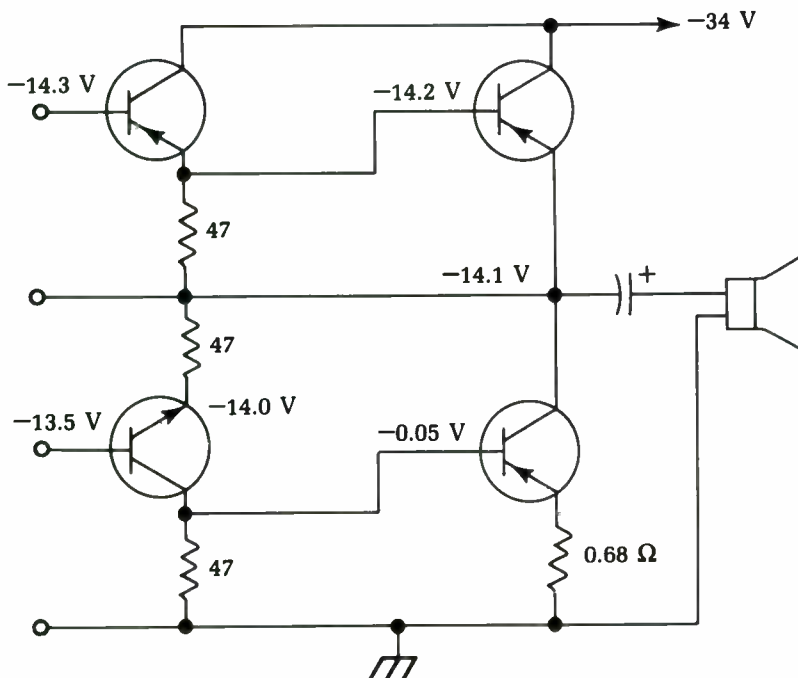 −34 V
−14.3 V
−14.2 V
47
−14.1 V
+
47
−14.0 V
−13.5 V
−0.05 V
47
0.68 Ω